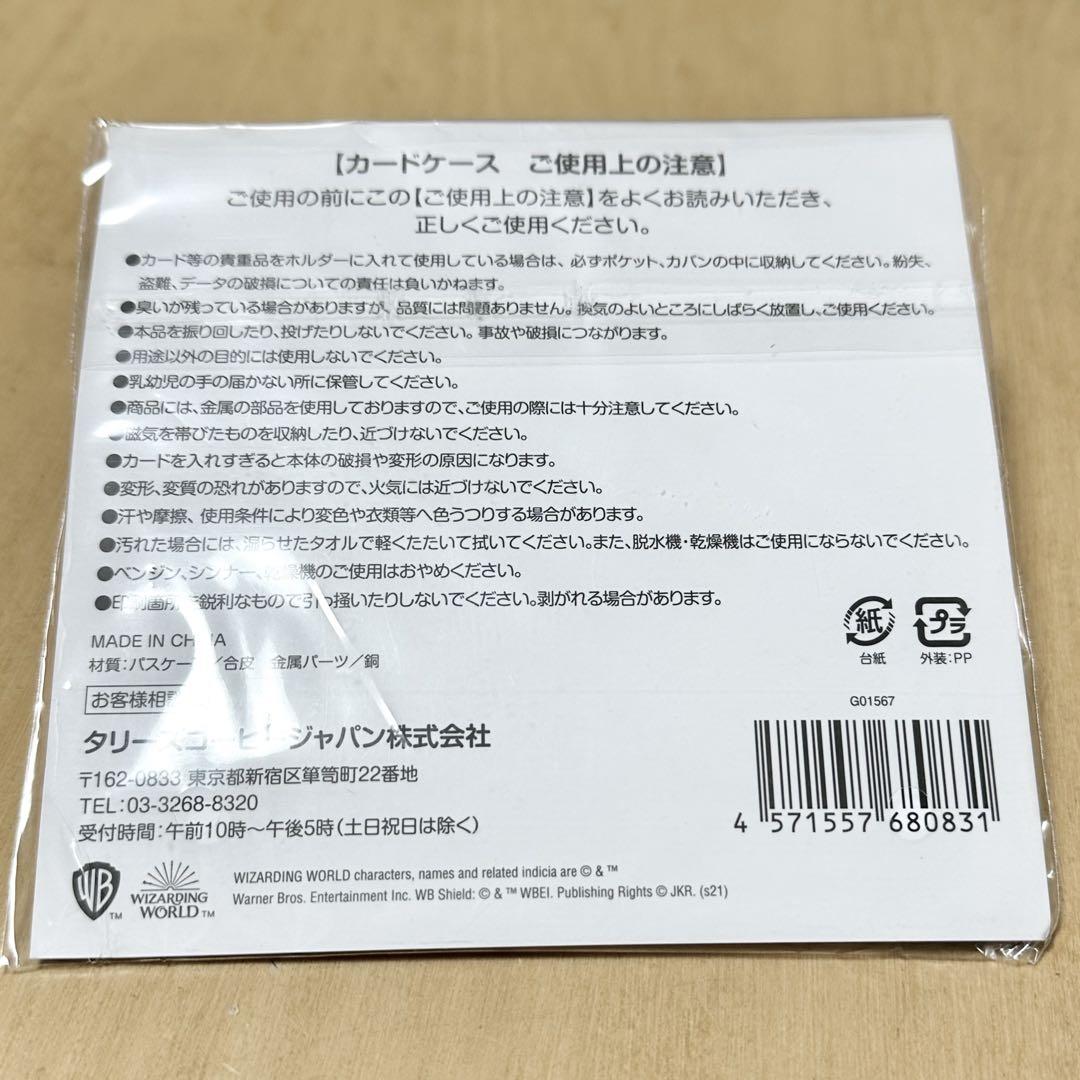 【カードケース　ご使用上の注意】
ご使用の前にこの【ご使用上の注意】をよくお読みいただき、
正しくご使用ください。
●カード等の貴重品をホルダーに入れて使用している場合は、必ずポケット、カバンの中に収納してください。紛失、
盗難、データの破損についての責任は負いかねます。
●臭いが残っている場合がありますが、品質には問題ありません。換気のよいところにしばらく放置し、ご使用ください。
●本品を振り回したり、投げたりしないでください。事故や破損につながります。
●用途以外の目的には使用しないでください。
●乳幼児の手の届かない所に保管してください。
●商品には、金属の部品を使用しておりますので、ご使用の際には十分注意してください。
●磁気を帯びたものを収納したり、近づけないでください。
●カードを入れすぎると本体の破損や変形の原因になります。
●変形、変質の恐れがありますので、火気には近づけないでください。
●汗や摩擦、使用条件により変色や衣類等へ色うつりする場合があります。
●汚れた場合には、湿らせたタオルで軽くたたいて拭いてください。また、脱水機・乾燥機はご使用にならないでください。
●ベンジン、シンナー、乾燥機のご使用はおやめください。
●印刷箇所を鋭利なもので引っ掻いたりしないでください。剥がれる場合があります。
MADE IN CHINA
材質：パスケース／合皮　金属パーツ／銅
紙 プラ
台紙 外装：PP
お客様相談
G01567
タリーズコーヒージャパン株式会社
〒162-0833 東京都新宿区箪笥町22番地
TEL：03-3268-8320
受付時間：午前10時～午後5時（土日祝日は除く）
4 571557 680831
WB TM WIZARDING WORLD TM
WIZARDING WORLD characters, names and related indicia are © & ™
Warner Bros. Entertainment Inc. WB Shield: © & ™ WBEI. Publishing Rights © JKR. (s21)